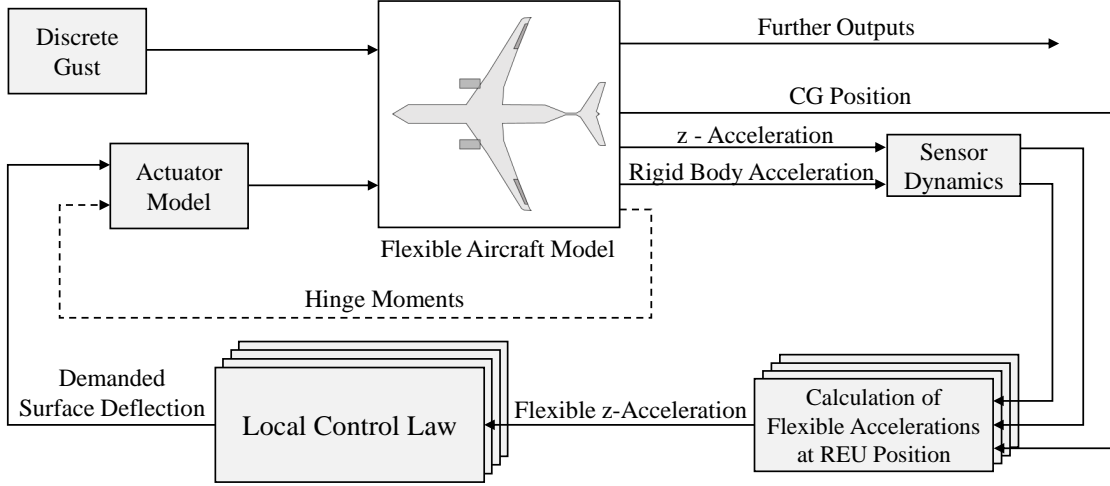 Discrete
Gust
Further Outputs
CG Position
z - Acceleration
Rigid Body Acceleration
Sensor
Dynamics
Actuator
Model
Flexible Aircraft Model
Hinge Moments
Demanded
Surface Deflection
Local Control Law
Flexible z-Acceleration
Calculation of
Flexible Accelerations
at REU Position